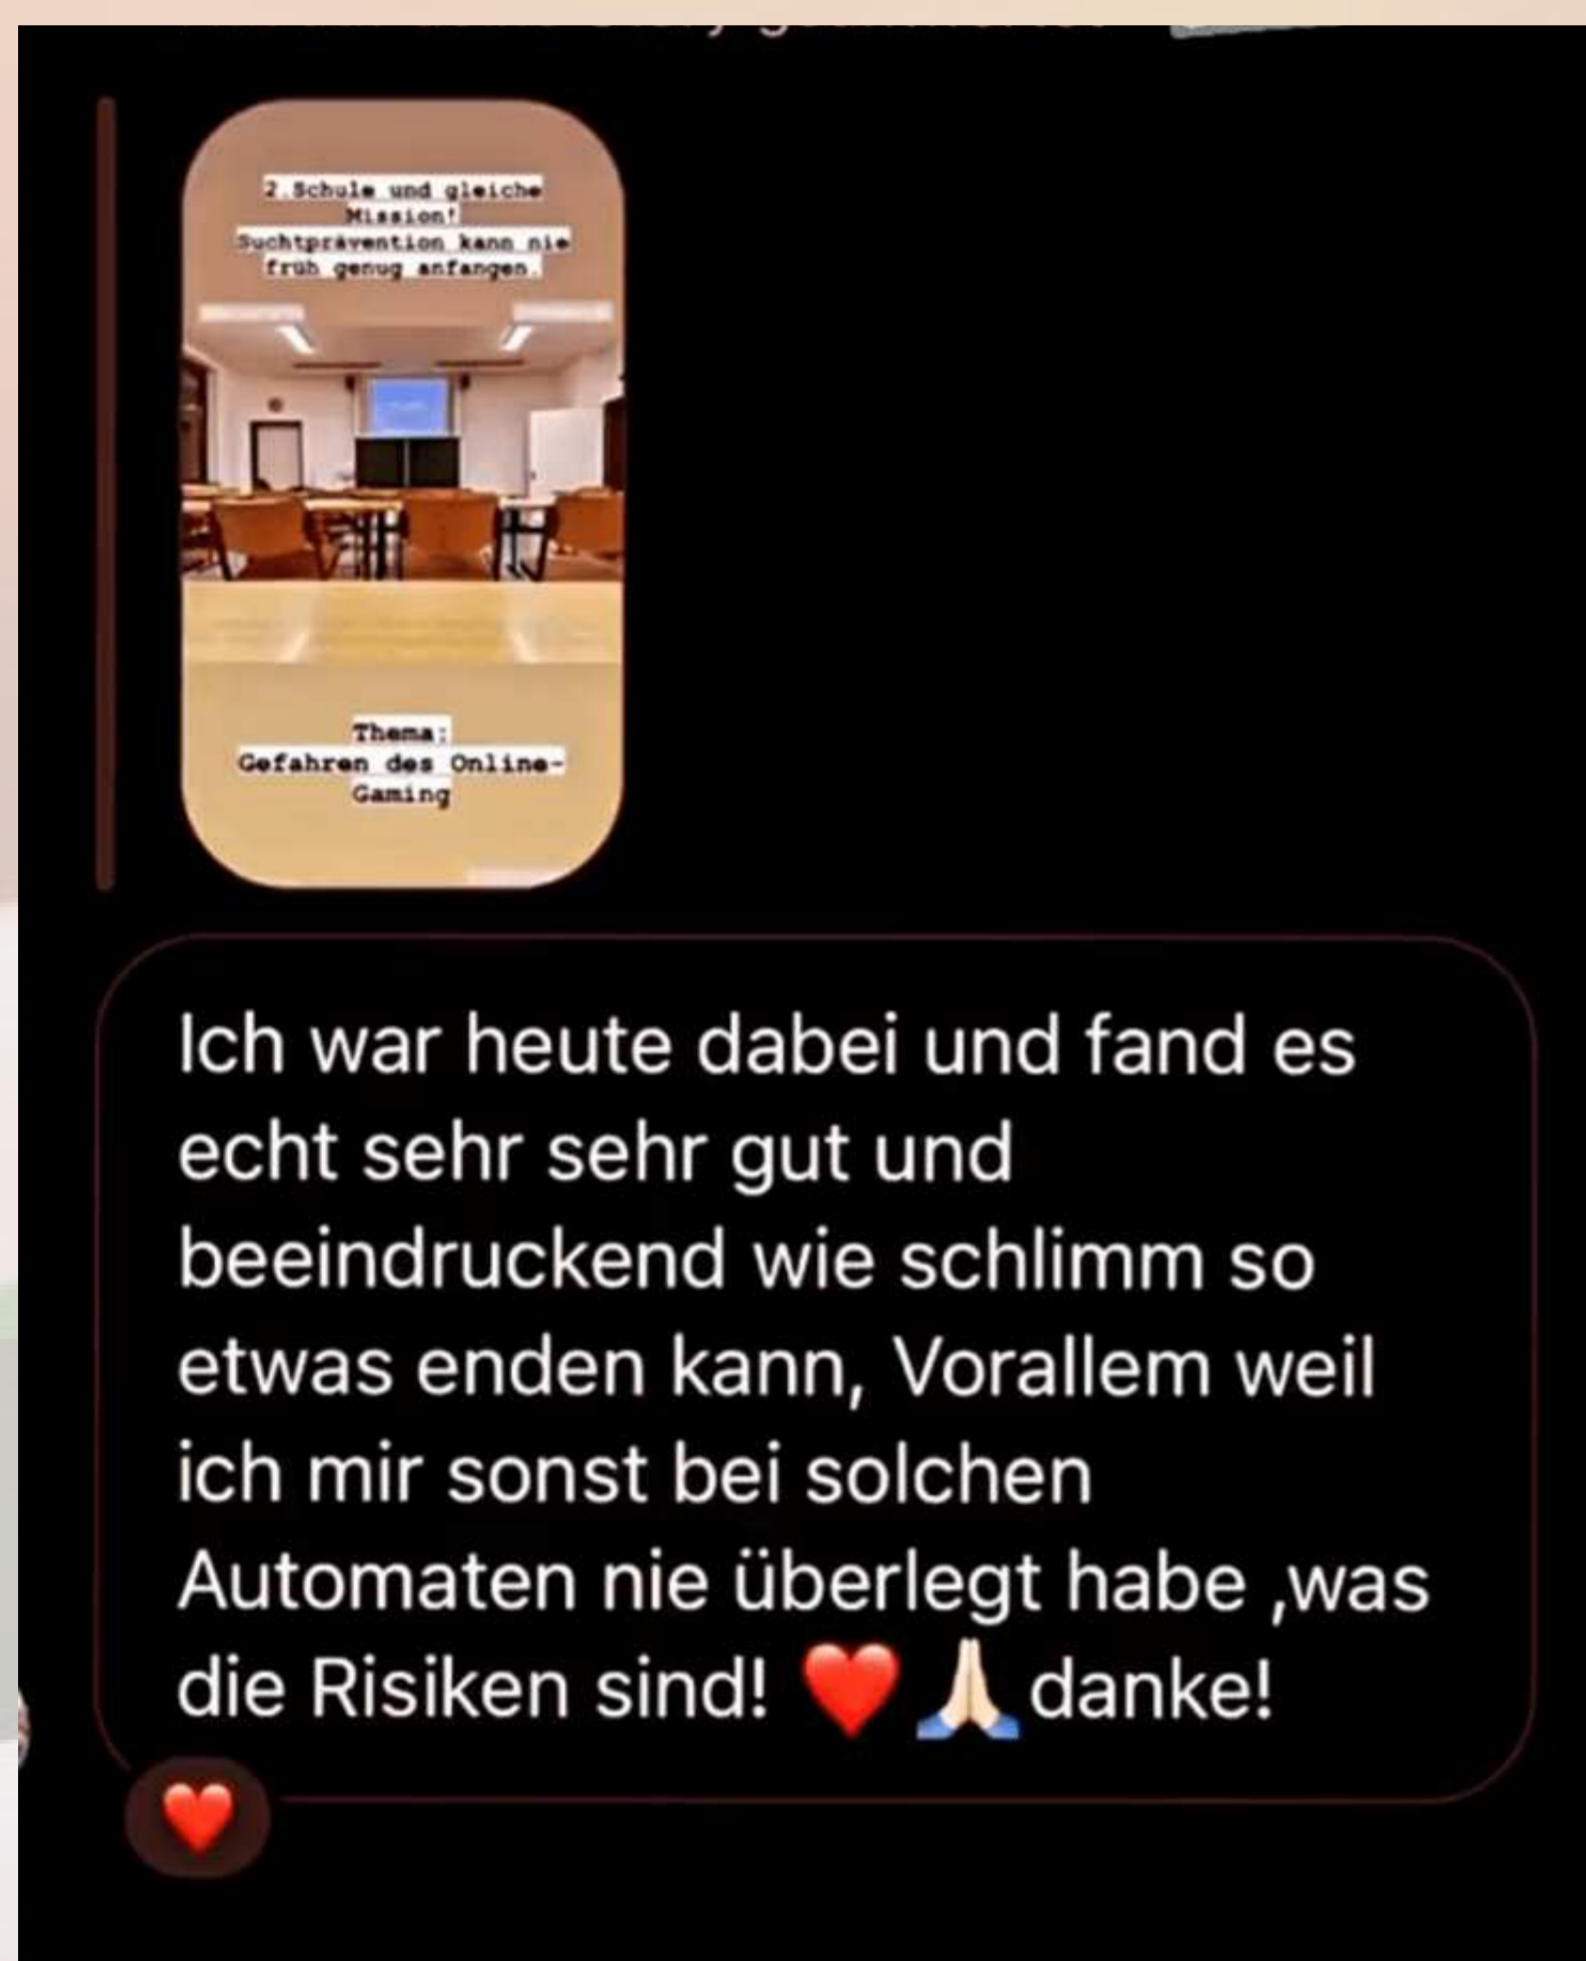 2.Schule und gleiche
Mission!
Suchtprävention kann nie
früh genug anfangen.
Thema:
Gefahren des Online-
Gaming
Ich war heute dabei und fand es
echt sehr sehr gut und
beeindruckend wie schlimm so
etwas enden kann, Vorallem weil
ich mir sonst bei solchen
Automaten nie überlegt habe ,was
die Risiken sind! ❤️🙏🏻danke!